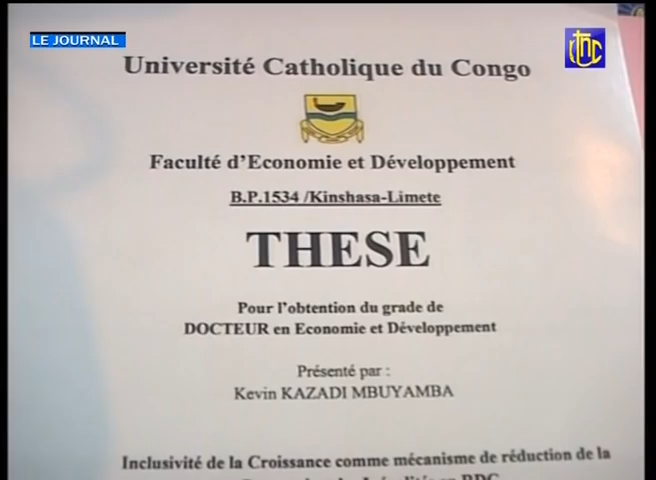 LE JOURNAL
Université Catholique du Congo
Faculté d'Economie et Développement
B.P.1534 /Kinshasa-Limete
THESE
Pour l'obtention du grade de
DOCTEUR en Economie et Développement
Présenté par :
Kevin KAZADI MBUYAMBA
Inclusivité de la Croissance comme mécanisme de réduction de la